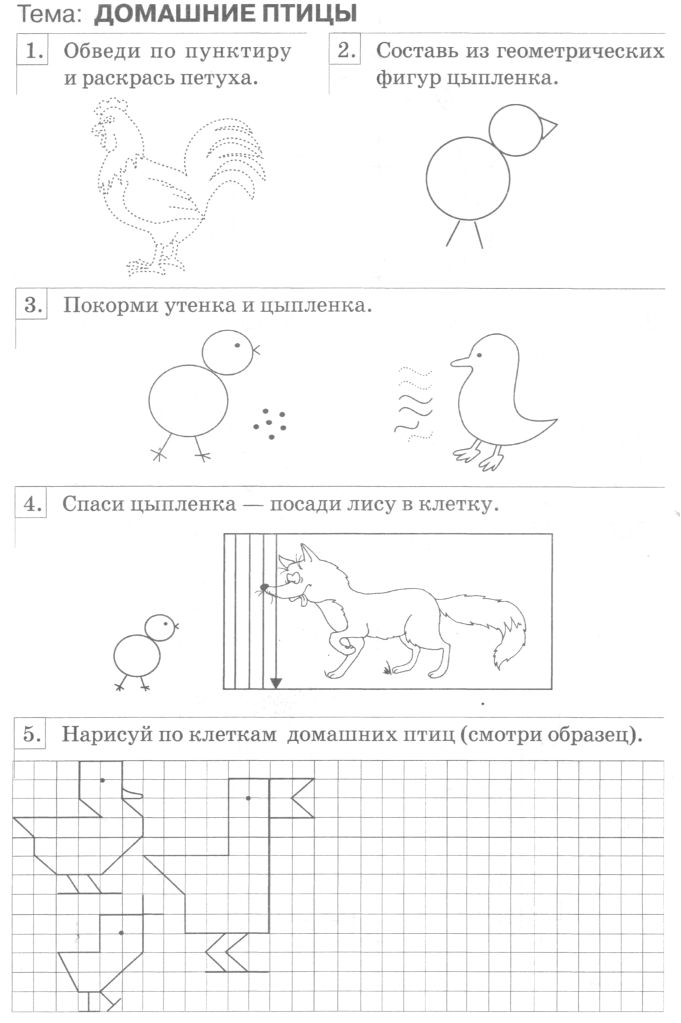 Тема: ДОМАШНИЕ ПТИЦЫ
1. Обведи по пунктиру
и раскрась петуха.
2. Составь из геометрических
фигур цыпленка.
3. Покорми утенка и цыпленка.
4. Спаси цыпленка — посади лису в клетку.
5. Нарисуй по клеткам домашних птиц (смотри образец).